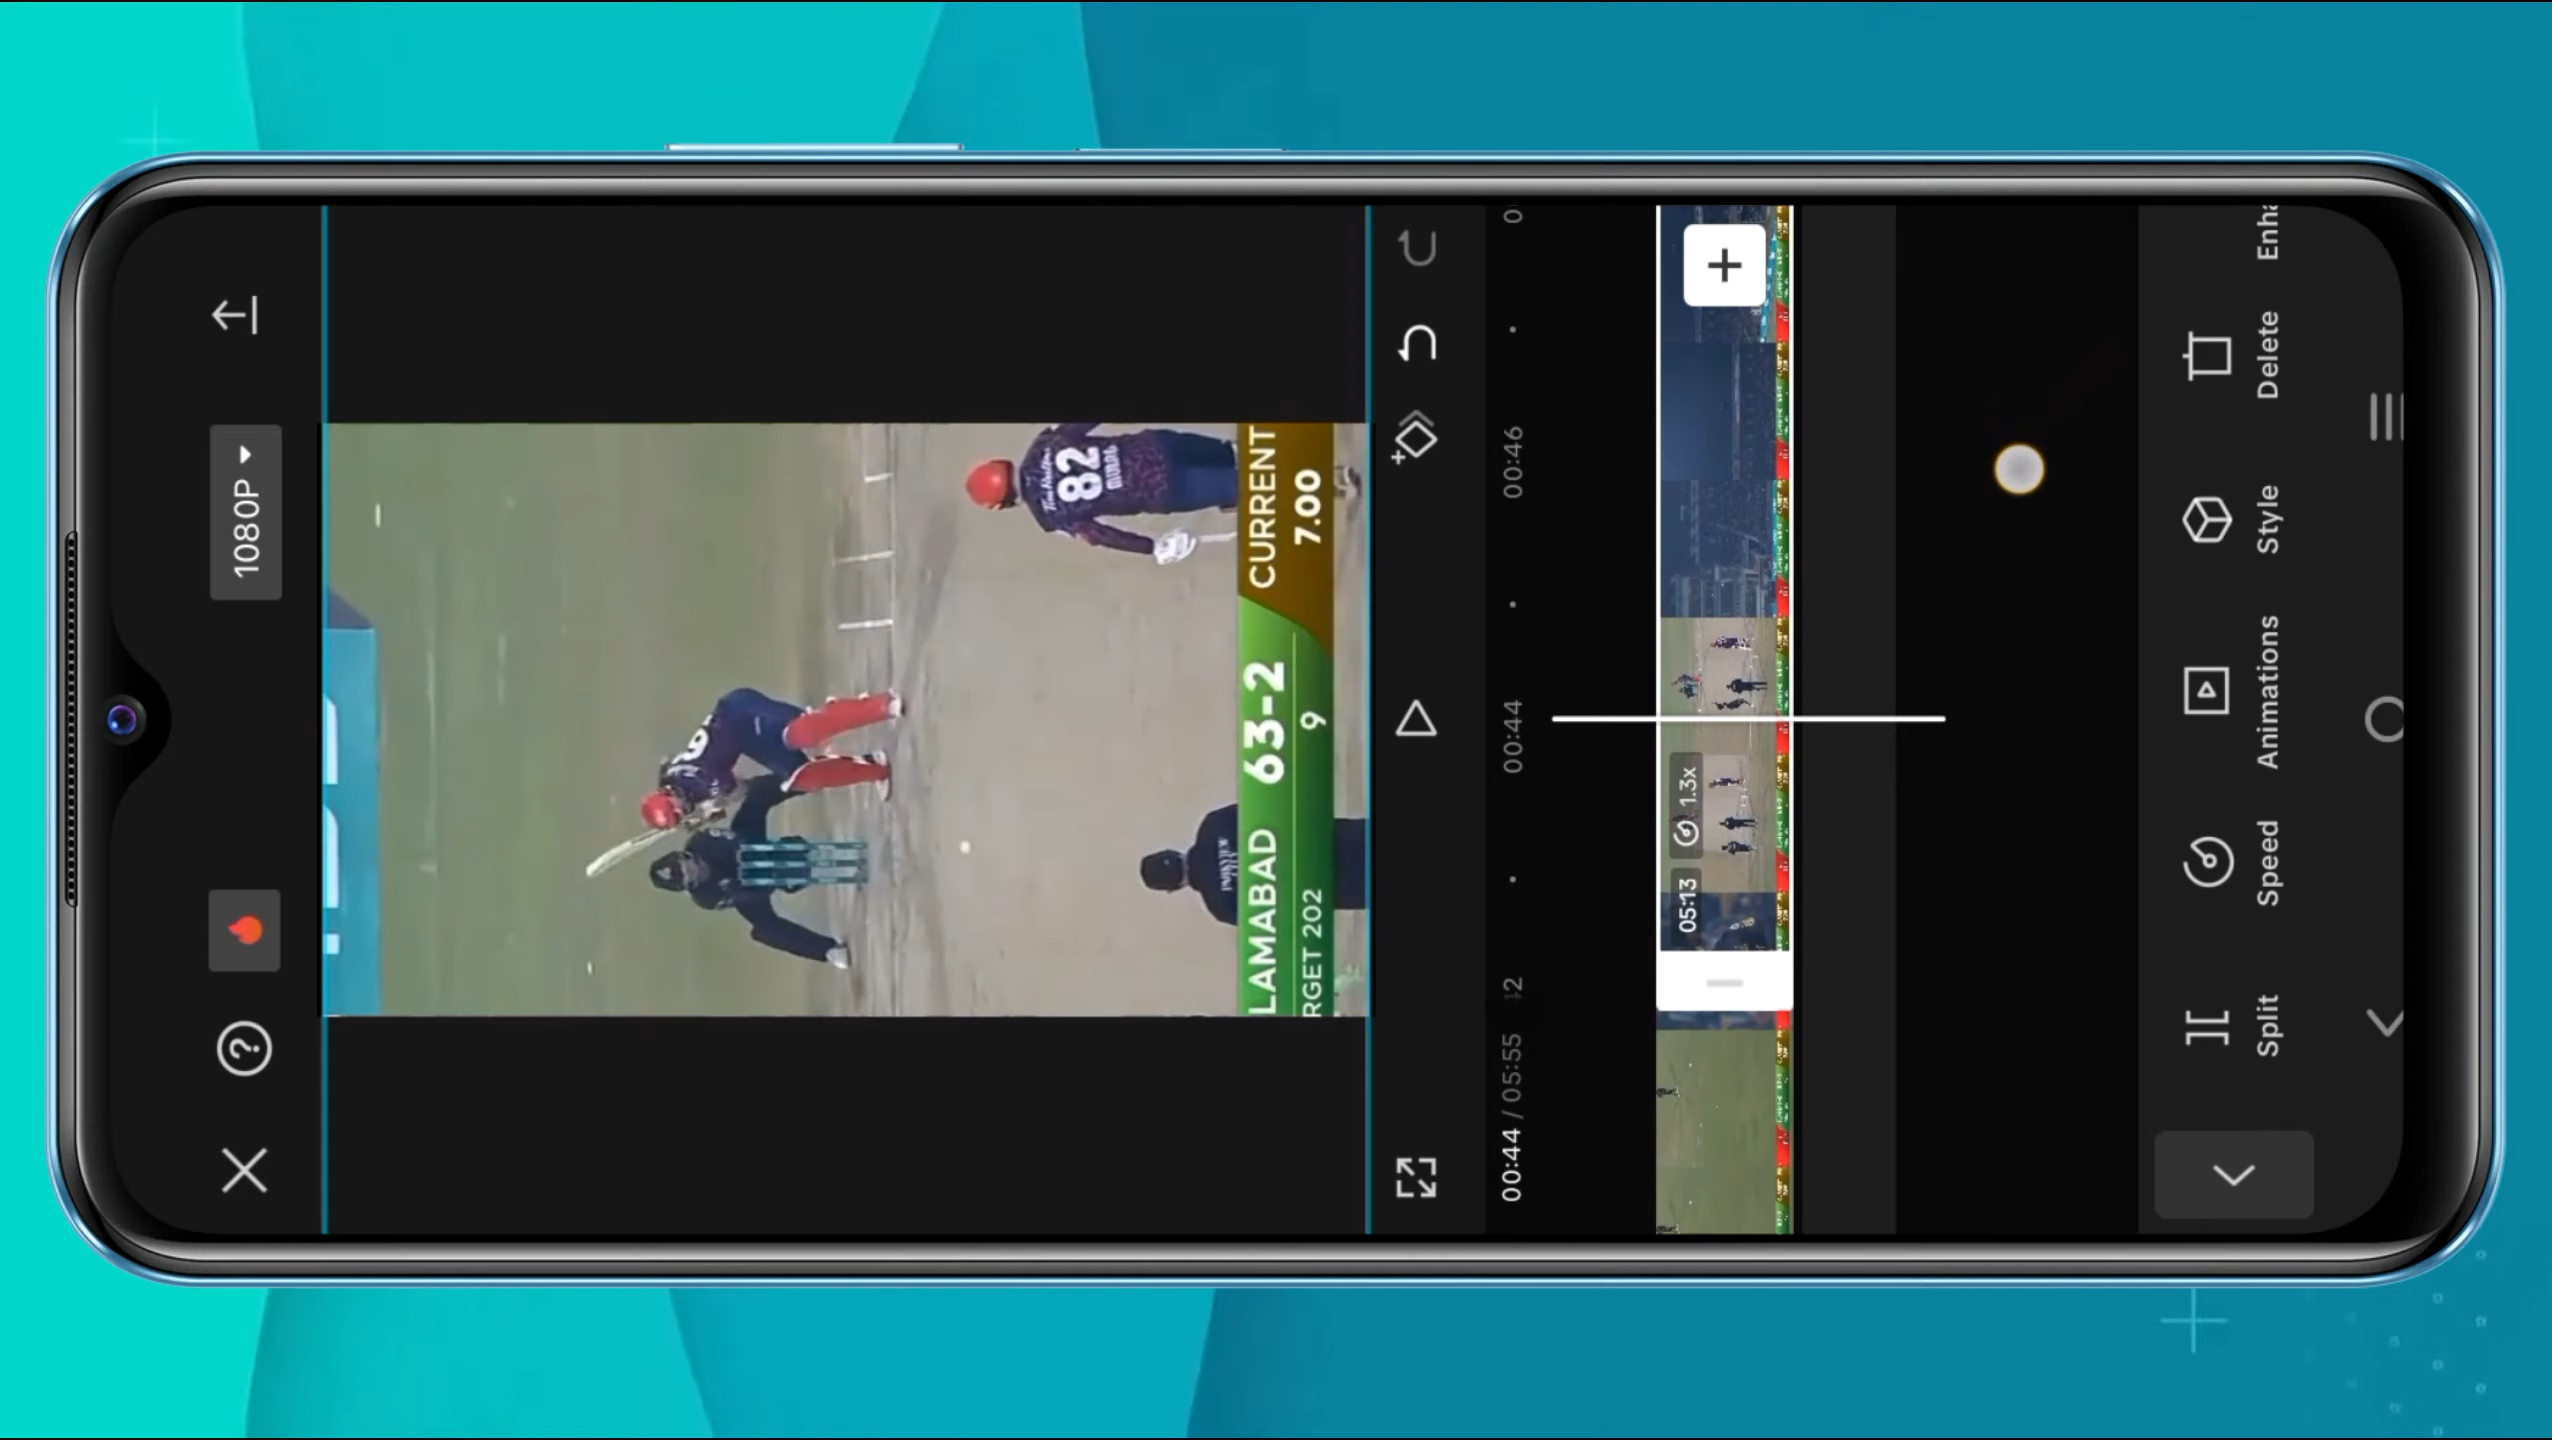 1080P
82
MUNRO
LAMABAD 63-2
RGET 202 9
CURRENT
7.00
00:44 / 05:55
00:44
00:46
05:13
1.3x
Split
Speed
Animations
Style
Delete
Enha